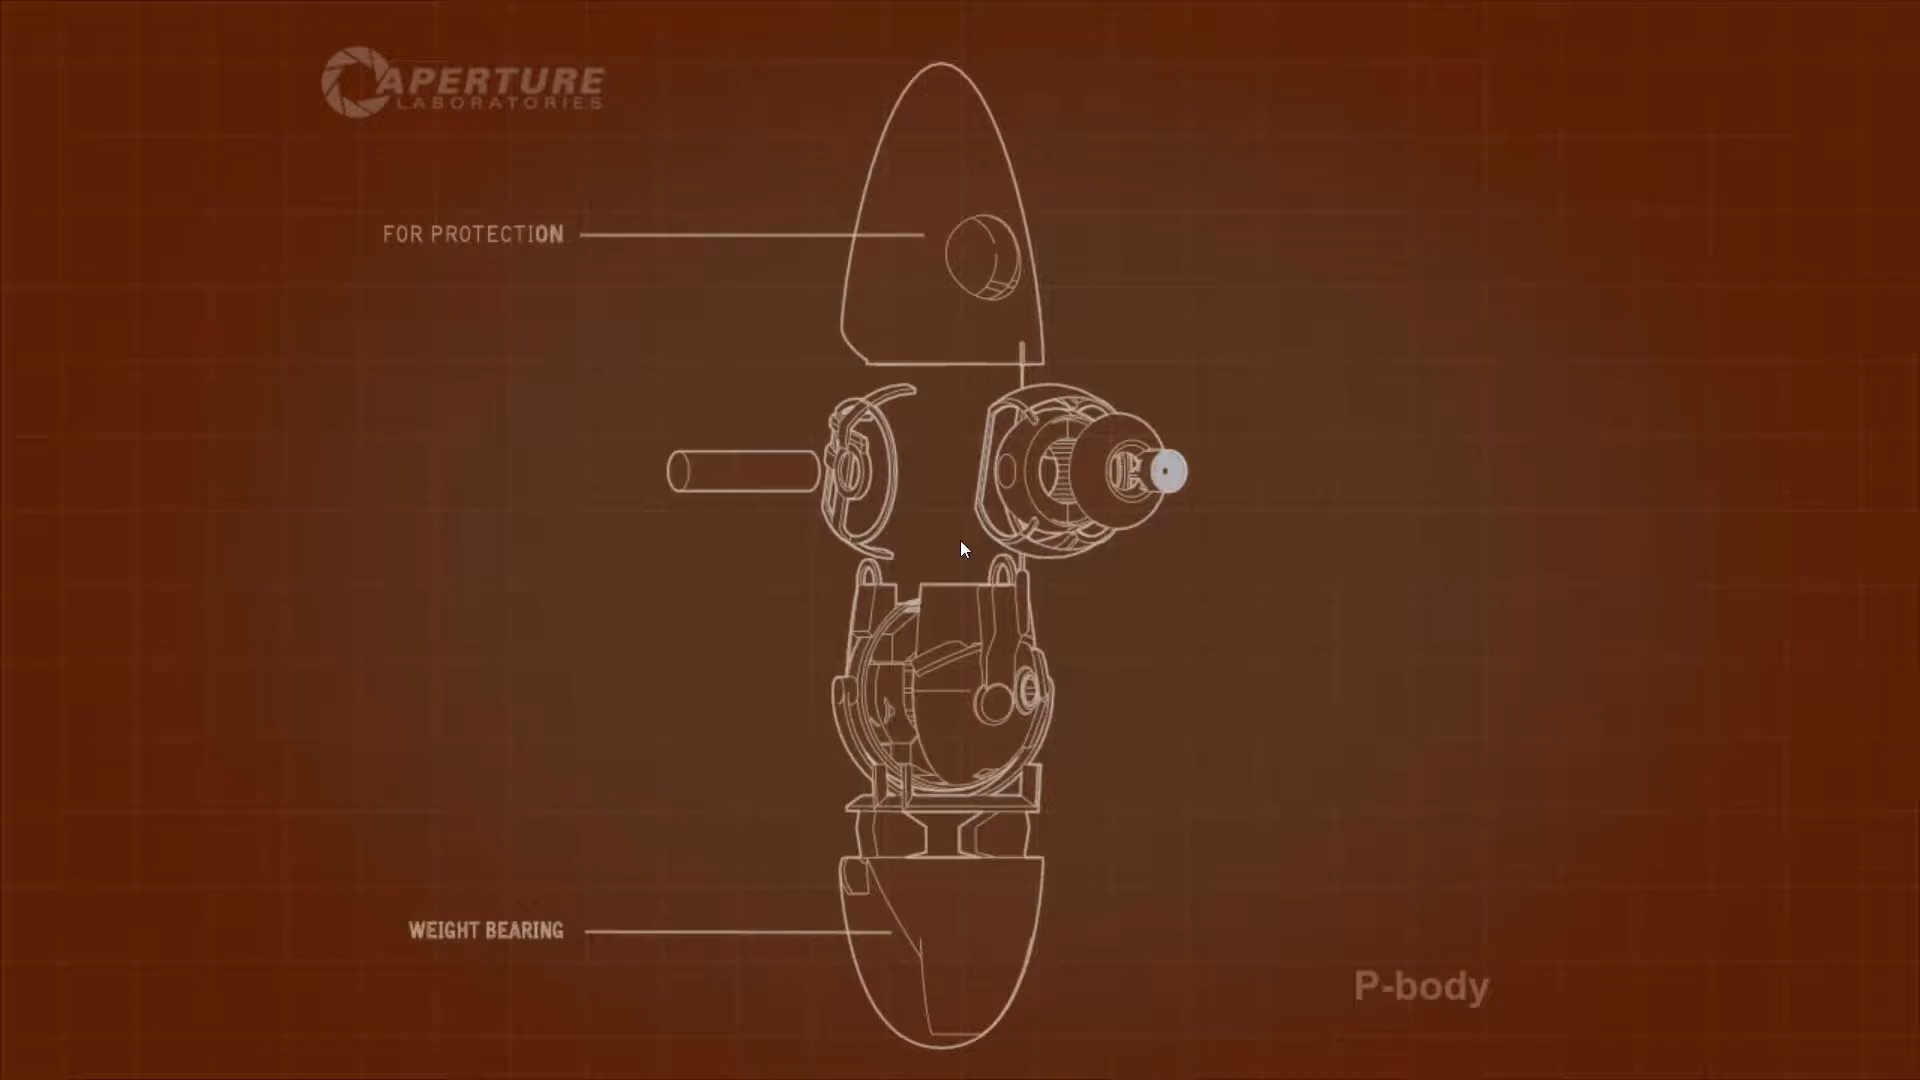 APERTURE
LABORATORIES
FOR PROTECTION
WEIGHT BEARING
P-body